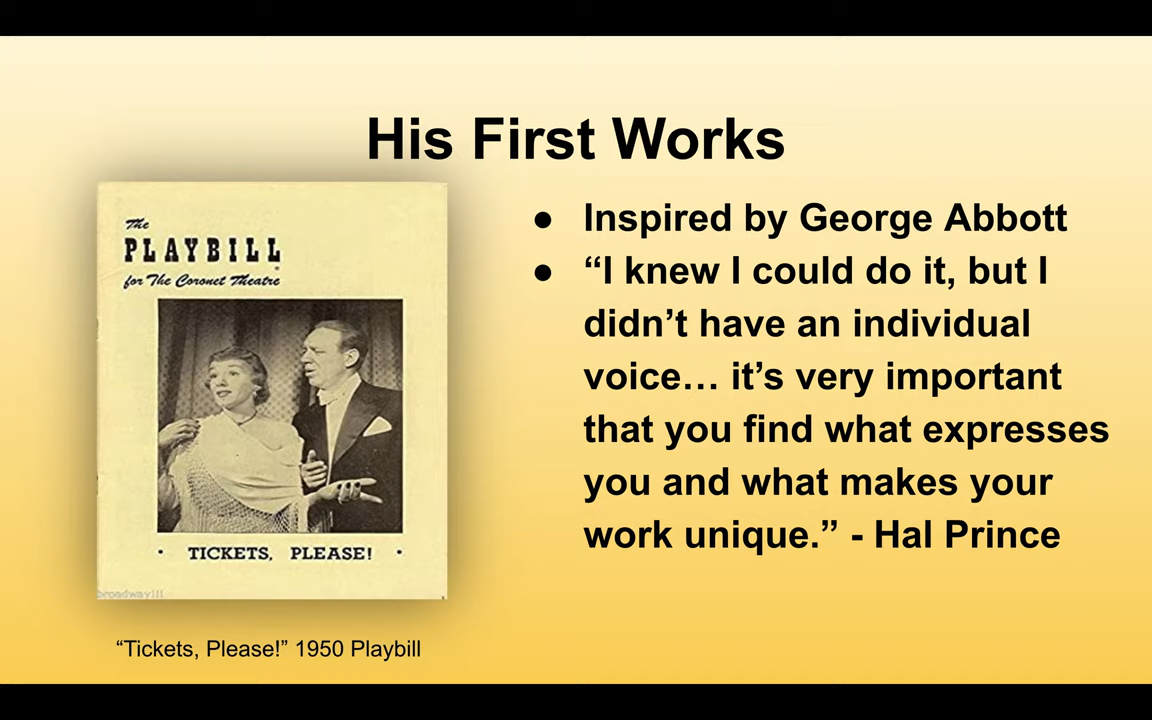 His First Works
The
PLAYBILL
for The Coronet Theatre
• TICKETS, PLEASE! •
broadwaylll
“Tickets, Please!” 1950 Playbill
● Inspired by George Abbott
● “I knew I could do it, but I
didn’t have an individual
voice… it’s very important
that you find what expresses
you and what makes your
work unique.” - Hal Prince